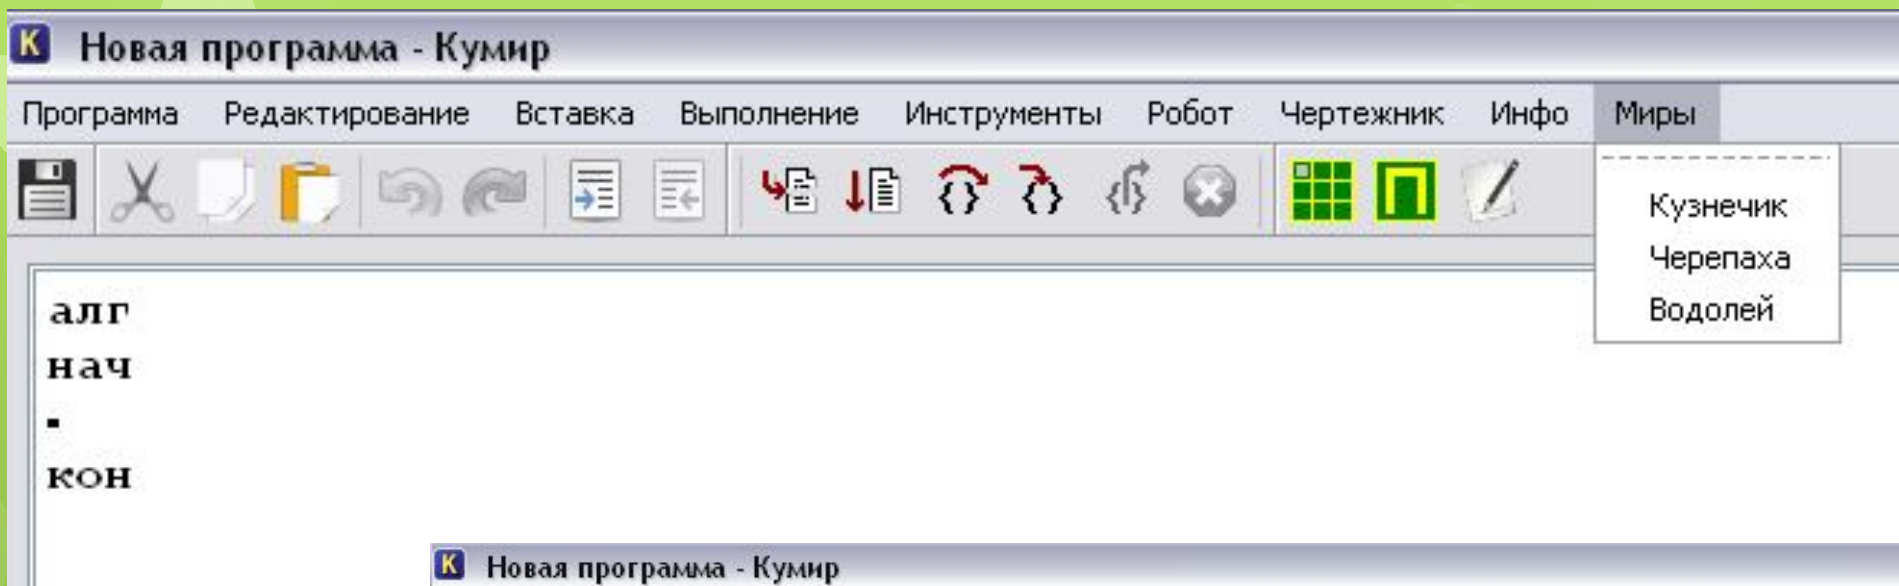 Новая программа - Кумир
Программа Редактирование Вставка Выполнение Инструменты Робот Чертежник Инфо Миры
Кузнечик
Черепаха
Водолей
алг
нач
кон
Новая программа - Кумир